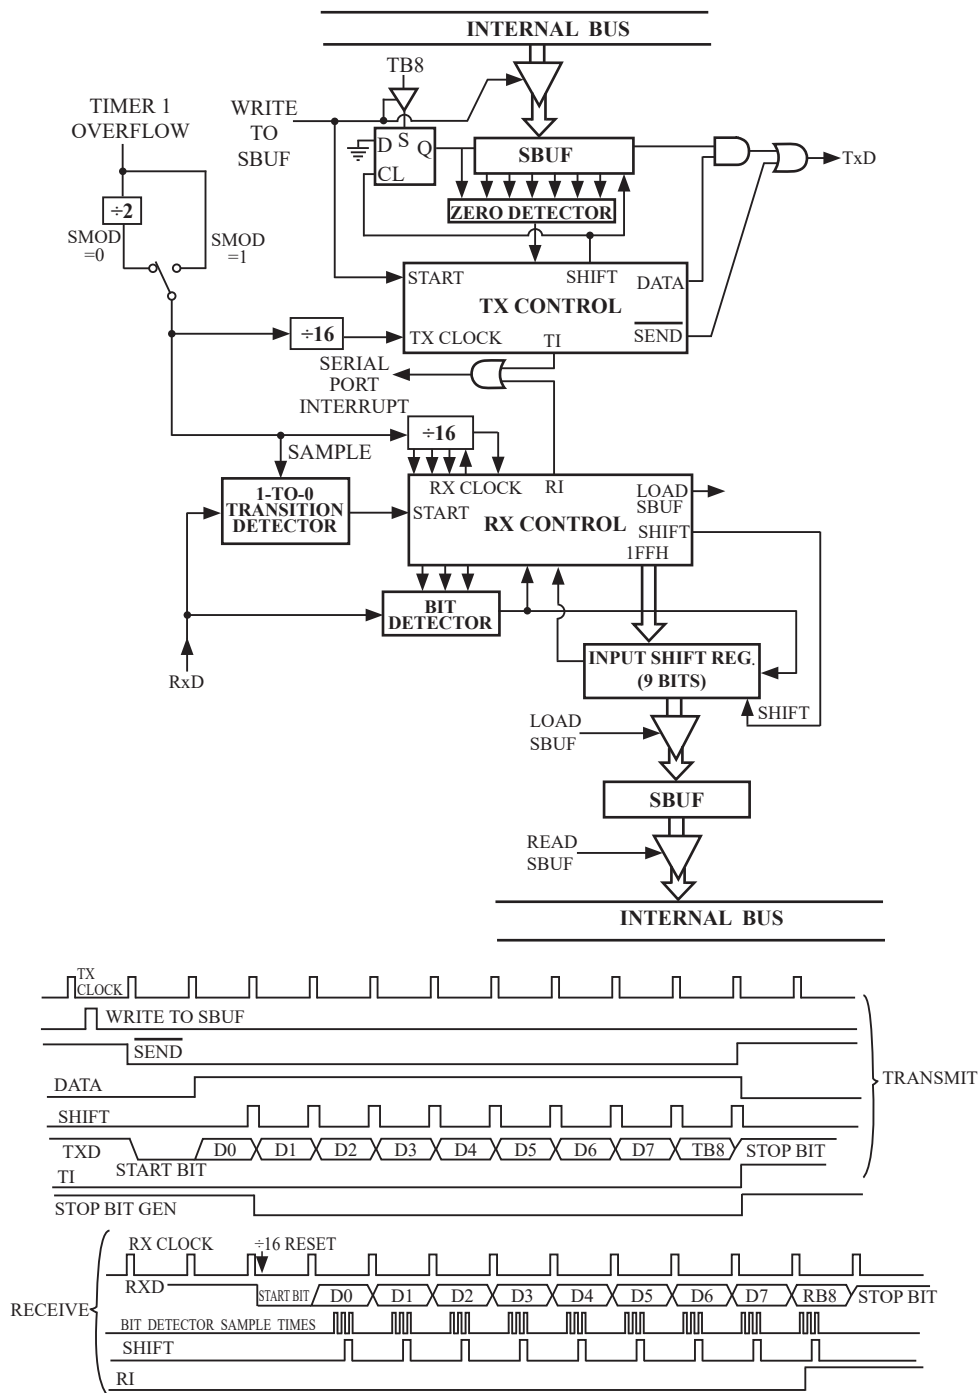 INTERNAL BUS
TB8
TIMER 1
OVERFLOW
WRITE
TO
SBUF
D S Q
CL
SBUF
TxD
÷2
ZERO DETECTOR
SMOD
=0
SMOD
=1
START
SHIFT
DATA
TX CONTROL
÷16
TX CLOCK
TI
SEND
SERIAL
PORT
INTERRUPT
÷16
SAMPLE
1-TO-0
TRANSITION
DETECTOR
RX CLOCK
RI
LOAD
SBUF
START
RX CONTROL
SHIFT
1FFH
BIT
DETECTOR
RxD
INPUT SHIFT REG.
(9 BITS)
SHIFT
LOAD
SBUF
SBUF
READ
SBUF
INTERNAL BUS
TX
CLOCK
WRITE TO SBUF
SEND
TRANSMIT
DATA
SHIFT
TXD
START BIT
D0 D1 D2 D3 D4 D5 D6 D7 TB8 STOP BIT
TI
STOP BIT GEN
RX CLOCK
÷16 RESET
RXD
START BIT D0 D1 D2 D3 D4 D5 D6 D7 RB8 STOP BIT
RECEIVE
BIT DETECTOR SAMPLE TIMES
SHIFT
RI